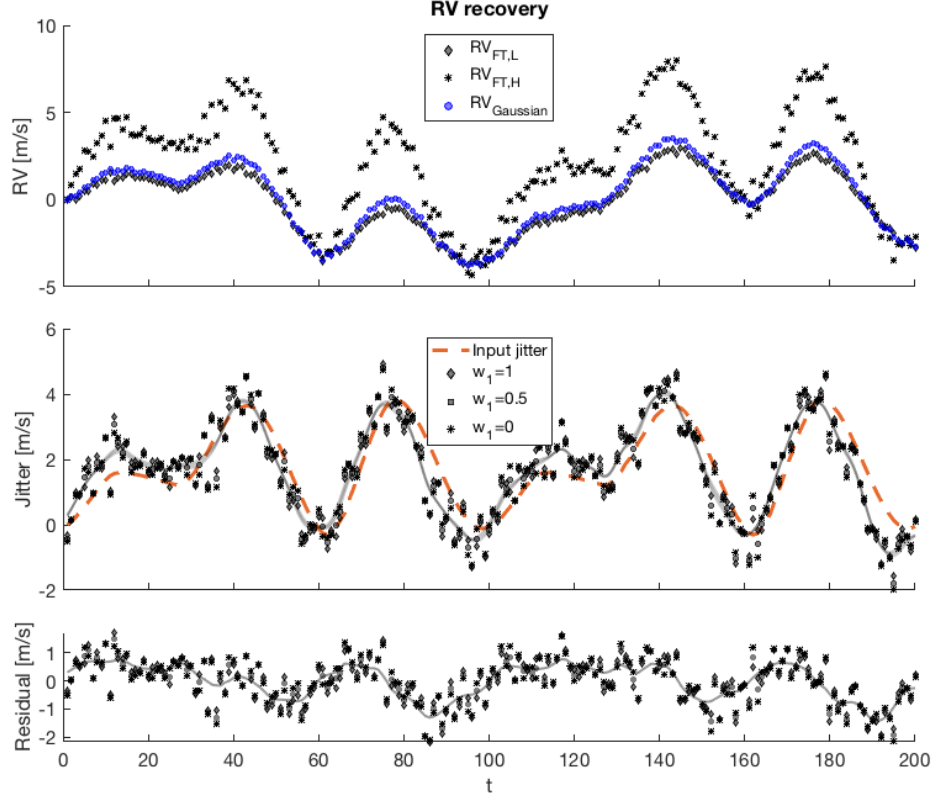 RV recovery
10
5
0
-5
RV [m/s]
RV_FT,L
RV_FT,H
RV_Gaussian
6
4
2
0
-2
Jitter [m/s]
Input jitter
w_1=1
w_1=0.5
w_1=0
1
0
-1
-2
Residual [m/s]
0 20 40 60 80 100 120 140 160 180 200
t